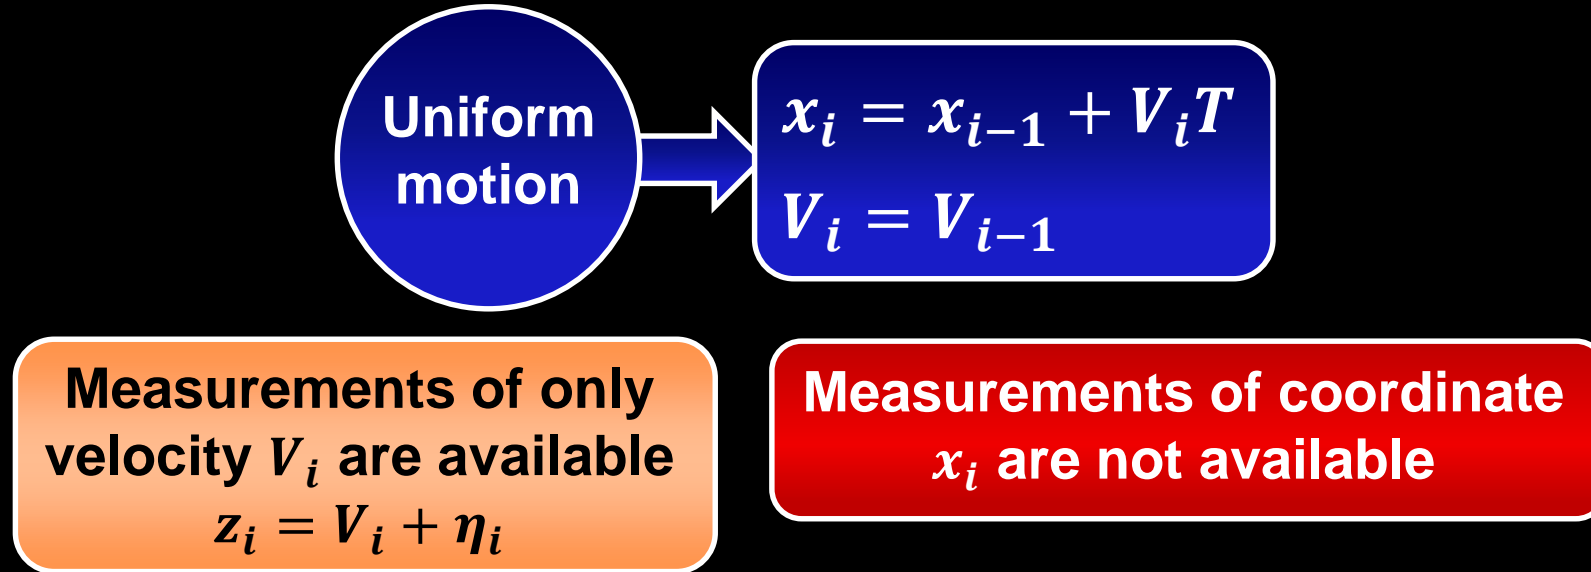 Uniform
motion
x_i = x_{i−1} + V_i T
V_i = V_{i−1}
Measurements of only
velocity V_i are available
z_i = V_i + η_i
Measurements of coordinate
x_i are not available